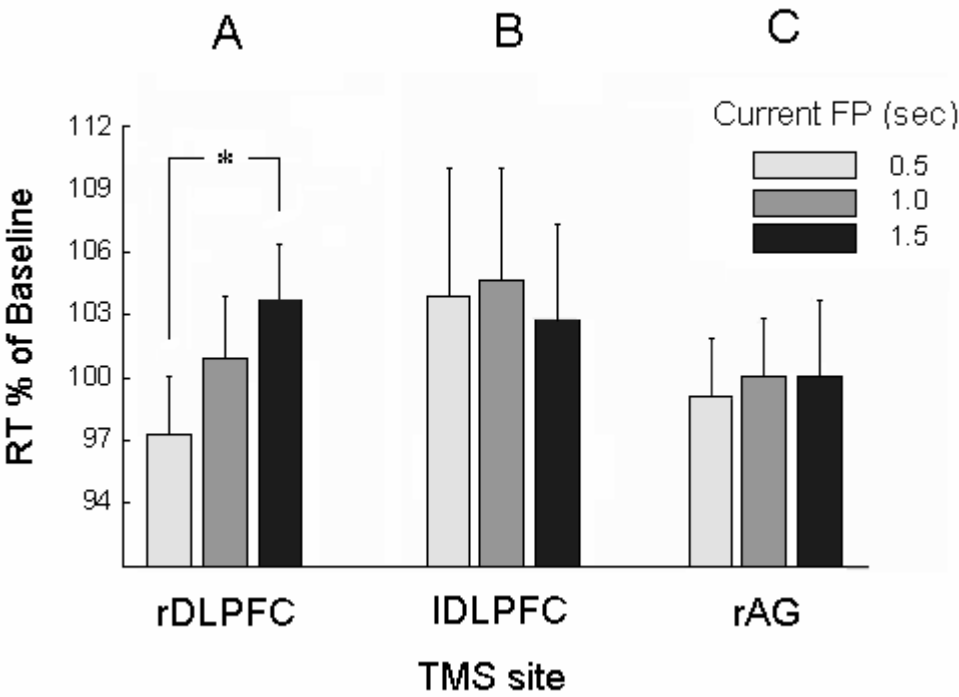 A B C
Current FP (sec)
0.5
1.0
1.5
RT % of Baseline
112
109
106
103
100
97
94
*
rDLPFC lDLPFC rAG
TMS site